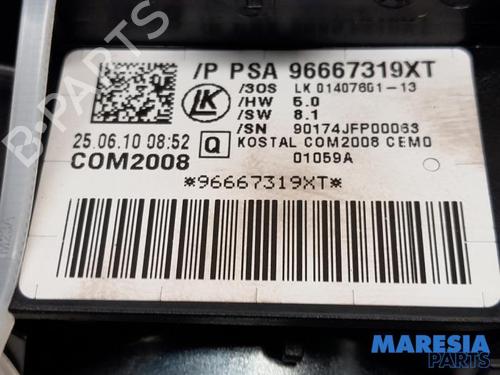 /P PSA 96667319XT
/SOS LK 01407601-13
/HW 5.0
/SW 8.1
/SN 90174JFP00063
KOSTAL COM2008 CEMO
01059A
LK
25.06.10 08:52 Q
COM2008
*96667319XT*
MARESIA
PARTS